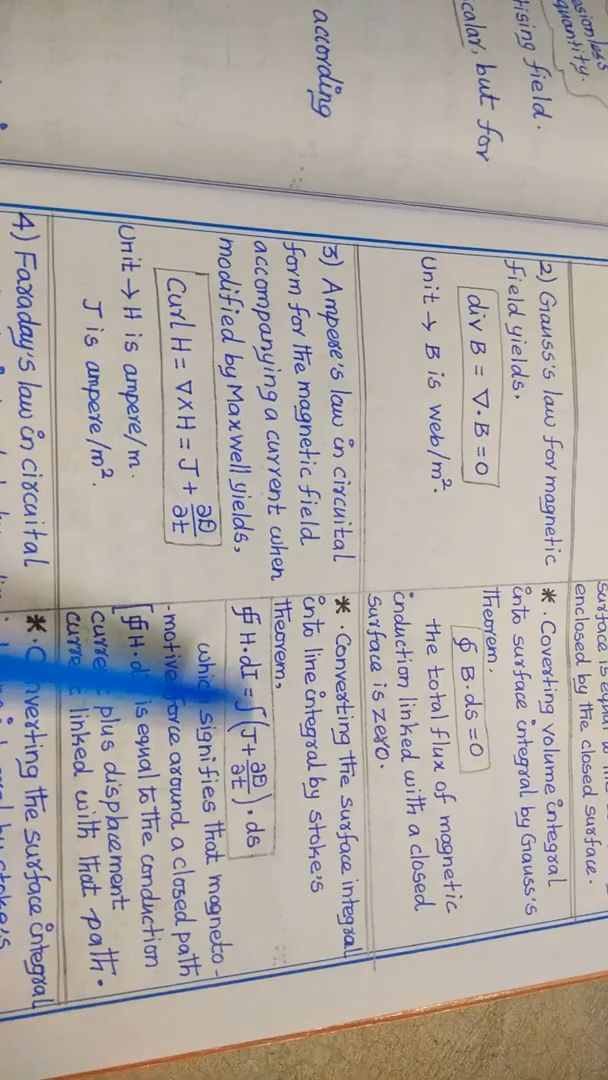 quantity.
rising field.
calar, but for
according
2) Gauss's law for magnetic
field yields,
div B = ∇. B = 0
Unit → B is web/m².
3) Ampere's law in circuital
form for the magnetic field
accompanying a current when
modified by Maxwell yields,
Curl H = ∇ x H = J + ∂D/∂t
Unit → H is ampere/m.
J is ampere/m².
4) Faraday's law in circuital
enclosed by the closed surface.
*. Coverting volume integral
into surface integral by Gauss's
theorem.
∮ B.ds = 0
the total flux of magnetic
induction linked with a closed
surface is zero.
*. Converting the surface integral
into line integral by stoke's
theorem,
∮ H.dI = ∫(J + ∂D/∂t).ds
which signifies that magneto-
-motive force around a closed path
[∮ H.d is equal to the conduction
plus displacement
linked with that path.
*. Converting the surface integral